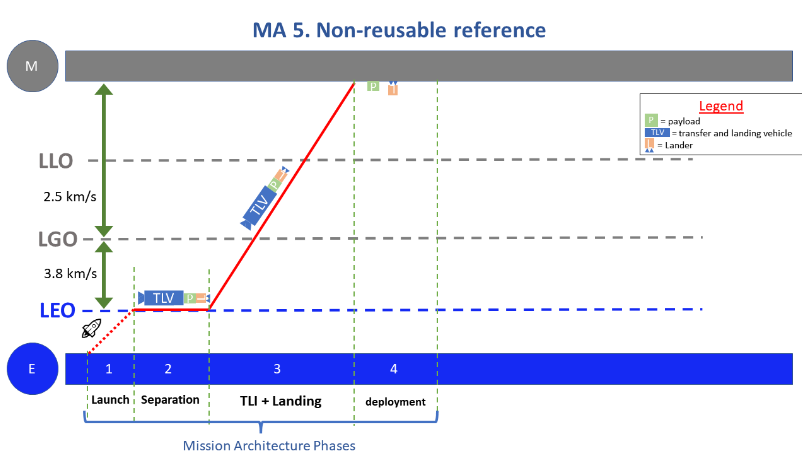 MA 5. Non-reusable reference
M
P
L
Legend
P = payload
TLV = transfer and landing vehicle
L = Lander
LLO
2.5 km/s
TLV P
LGO
3.8 km/s
TLV P
LEO
E 1 2 3 4
Launch Separation TLI + Landing deployment
Mission Architecture Phases